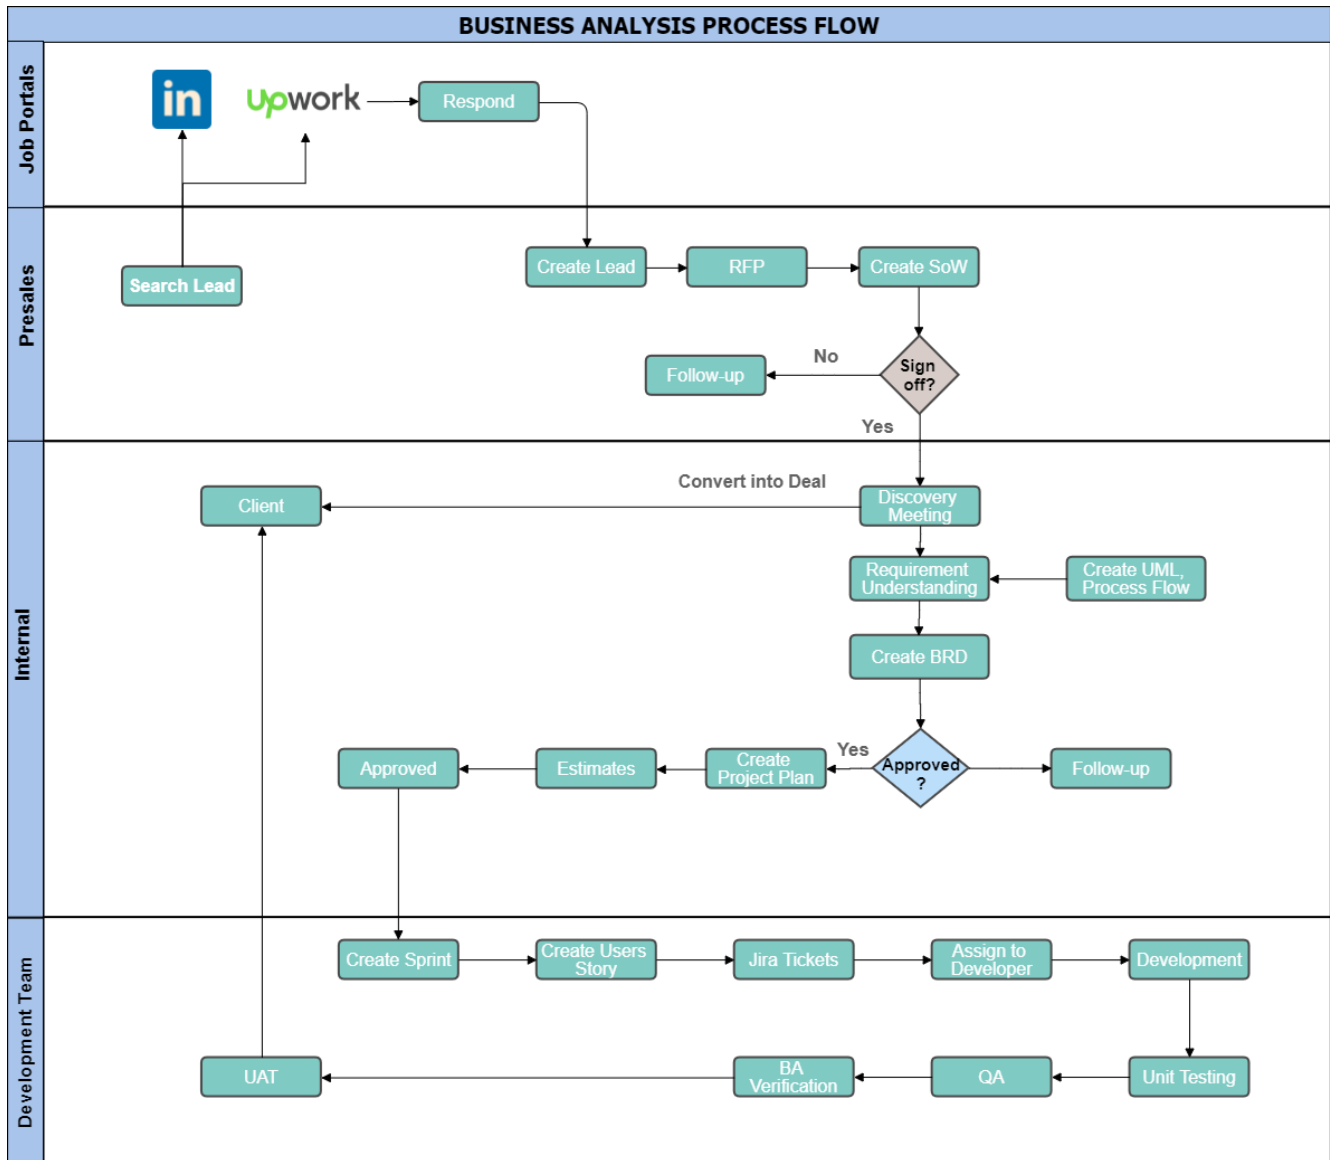 BUSINESS ANALYSIS PROCESS FLOW
Job Portals
in
upwork
Respond
Presales
Search Lead
Create Lead
RFP
Create SoW
Follow-up
No
Sign
off?
Yes
Internal
Client
Convert into Deal
Discovery
Meeting
Requirement
Understanding
Create UML,
Process Flow
Create BRD
Approved
Estimates
Create
Project Plan
Yes
Approved
?
Follow-up
Development Team
Create Sprint
Create Users
Story
Jira Tickets
Assign to
Developer
Development
UAT
BA
Verification
QA
Unit Testing